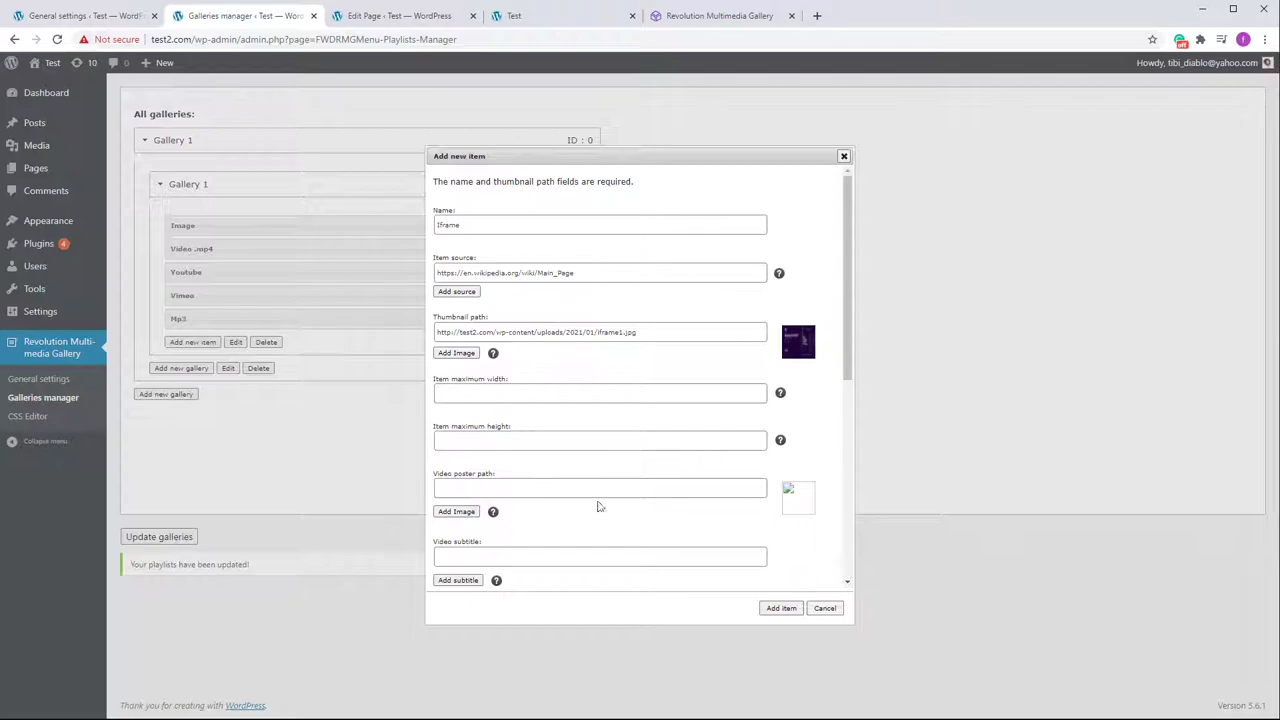 General settings ‹ Test — WordPr
Galleries manager ‹ Test — Wor
Edit Page ‹ Test — WordPress
Test
Revolution Multimedia Gallery
Not secure
test2.com/wp-admin/admin.php?page=FWDRMGMenu-Playlists-Manager
off
f
Test
10
0
New
Howdy, tibi_diablo@yahoo.com
Dashboard
Posts
Media
Pages
Comments
Appearance
Plugins 4
Users
Tools
Settings
Revolution Multi-
media Gallery
General settings
Galleries manager
CSS Editor
Collapse menu
All galleries:
Gallery 1
ID : 0
Gallery 1
Image
Video .mp4
Youtube
Vimeo
Mp3
Add new item
Edit
Delete
Add new gallery
Edit
Delete
Add new gallery
Update galleries
Your playlists have been updated!
Add new item
The name and thumbnail path fields are required.
Name:
Iframe
Item source:
https://en.wikipedia.org/wiki/Main_Page
?
Add source
Thumbnail path:
http://test2.com/wp-content/uploads/2021/01/iframe1.jpg
Add Image
?
Item maximum width:
?
Item maximum height:
?
Video poster path:
Add Image
?
Video subtitle:
Add subtitle
?
Add item
Cancel
Thank you for creating with WordPress.
Version 5.6.1